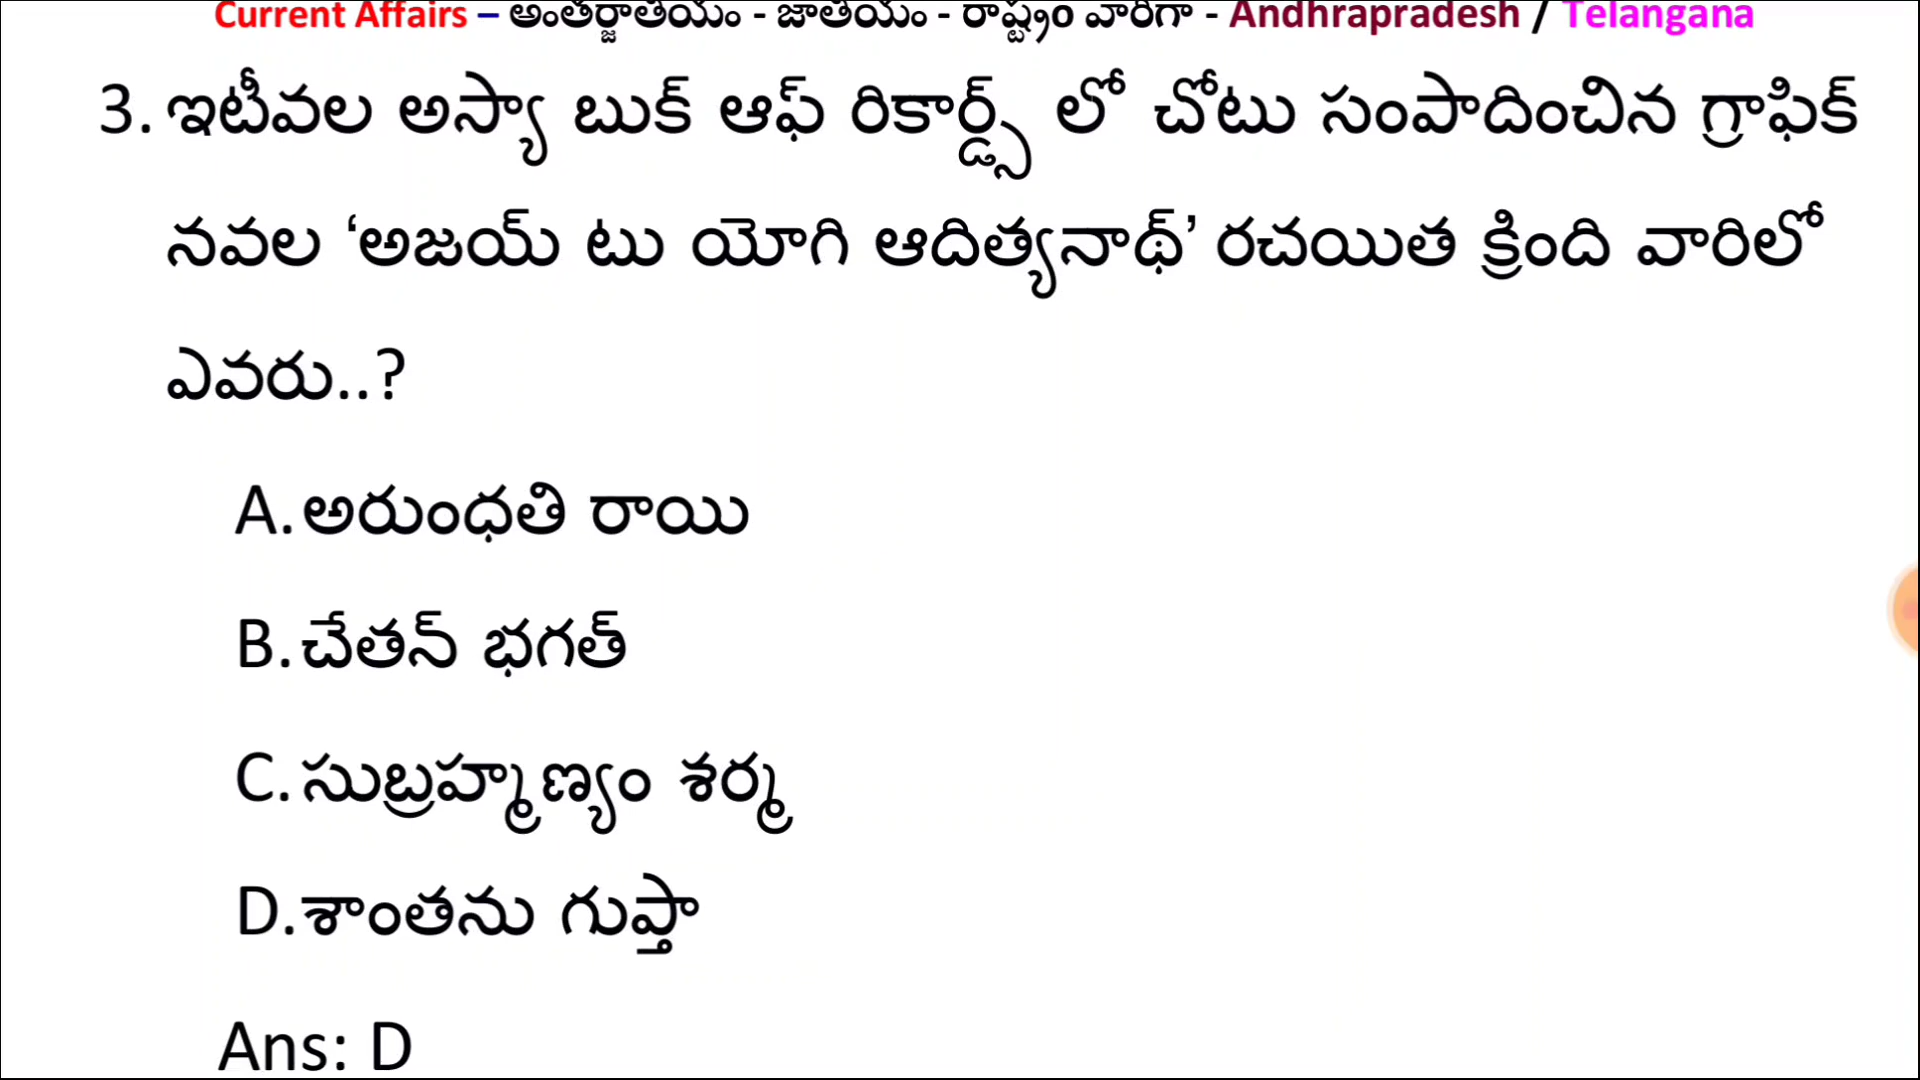 Current Affairs – అంతర్జాతీయం - జాతీయం - రాష్ట్రం వారీగా - Andhrapradesh / Telangana
3. ఇటీవల అస్యా బుక్ ఆఫ్ రికార్డ్స్ లో చోటు సంపాదించిన గ్రాఫిక్
నవల ‘అజయ్ టు యోగి ఆదిత్యనాథ్’ రచయిత క్రింది వారిలో
ఎవరు..?
A. అరుంధతి రాయి
B. చేతన్ భగత్
C. సుబ్రహ్మణ్యం శర్మ
D. శాంతను గుప్తా
Ans: D